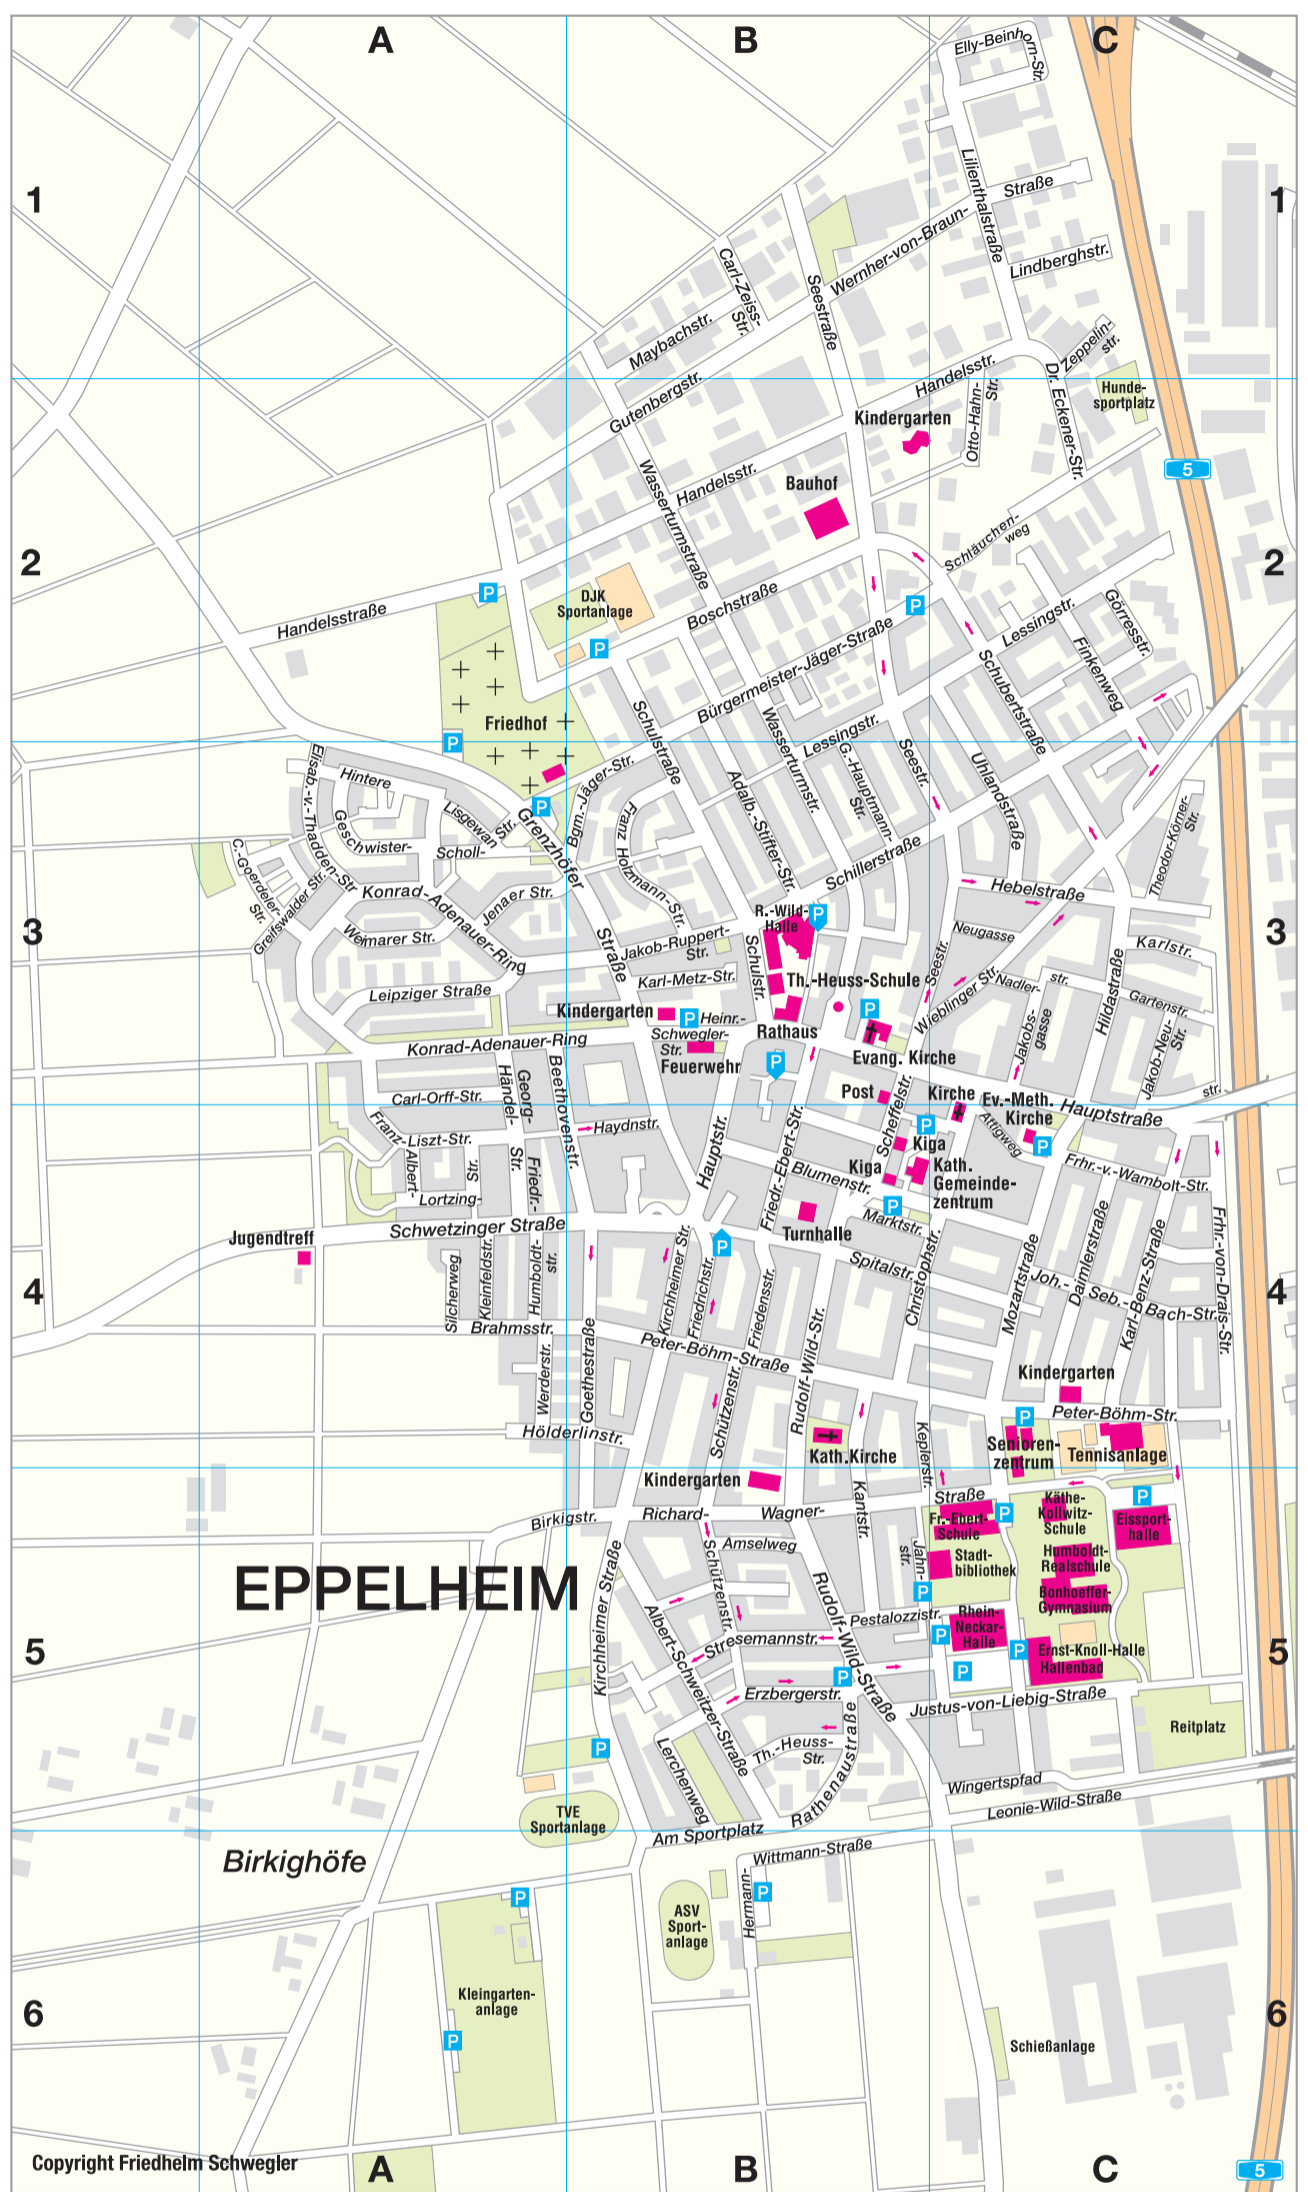 A
B
C
Elly-Beinhorn-Str.
1
1
Lilienthalstraße
Straße
Wernher-von-Braun-
Lindberghstr.
Carl-Zeiss-
Str.
Seestraße
Maybachstr.
Zeppelin-
str.
Handelsstr.
Dr. Eckener-Str.
Gutenbergstr.
Hunde-
sportplatz
Otto-Hahn-
Str.
Kindergarten
5
Wasserturmstraße
Handelsstr.
Bauhof
Schläuchen-
weg
2
2
P
DJK
Sportanlage
Boschstraße
P
Handelsstraße
Lessingstr.
Görresstr.
Finkenweg
P
Bürgermeister-Jäger-Straße
Schubertstraße
Friedhof
Schulstraße
Wasserturmstr.
Lessingstr.
P
Elisab.-v.-Thadden-Str
Hintere
Lisgewan
Str.
P
Bgm.-Jäger-Str.
Adalb.-Stifter-Str.
G.-Hauptmann-
Str.
Seestr.
Uhlandstraße
Geschwister-
Scholl-
Grenzhöfer
Straße
Franz Holzmann-Str.
Schillerstraße
Theodor-Körner-
Str.
C.-Goerdeler-
Str.
Greifswalder Str.
Konrad-Adenauer-Ring
Jenaer Str.
Weimarer Str.
Hebelstraße
R.-Wild-
Halle
P
3
3
Jakob-Ruppert-
Str.
Neugasse
Karlstr.
Schulstr.
Seestr.
Karl-Metz-Str.
Th.-Heuss-Schule
Leipziger Straße
Wieblinger Str.
Nadler-
str.
Gartenstr.
Hildastraße
Kindergarten
P
Heinr.-
Schwegler-
Str.
Rathaus
P
Jakobs-
gasse
Jakob-Neu-
Str.
Konrad-Adenauer-Ring
Feuerwehr
P
Evang. Kirche
Beethovenstr.
Georg-
Händel-
Str.
Carl-Orff-Str.
Post
Kirche
Ev.-Meth.
Kirche
Hauptstraße
str.
Scheffelstr.
Attigweg
Franz-
Liszt-Str.
Haydnstr.
P
Kiga
P
Albert-
Lortzing-
Str.
Friedr.-
Hauptstr.
Friedr.-Ebert-Str.
Blumenstr.
Kiga
Kath.
Gemeinde-
zentrum
Frhr.-v.-Wambolt-Str.
P
Marktstr.
Turnhalle
Schwetzinger Straße
Jugendtreff
P
Spitalstr.
Christophstr.
Mozartstraße
Daimlerstraße
Karl-Benz-Straße
Frhr.-von-Drais-Str.
Joh.-
Seb.-
Bach-Str.
4
4
Silcherweg
Kleinfeldstr.
Humboldt-
str.
Kirchheimer Str.
Friedrichstr.
Friedensstr.
Brahmsstr.
Peter-Böhm-Straße
Rudolf-Wild-Str.
Werderstr.
Goethestraße
Schützenstr.
Kindergarten
Peter-Böhm-Str.
P
Hölderlinstr.
Kath.Kirche
Keplerstr.
Senioren-
zentrum
Tennisanlage
Kindergarten
Kantstr.
Birkigstr.
Richard-
Wagner-
Straße
P
Fr.-Ebert-
Schule
Käthe-
Kollwitz-
Schule
P
Eissport-
halle
Amselweg
Jahn-
str.
Stadt-
bibliothek
Humboldt-
Realschule
EPPELHEIM
P
Bonhoeffer-
Gymnasium
Kirchheimer Straße
Albert-Schweitzer-Straße
Schützenstr.
Rudolf-Wild-Straße
Pestalozzistr.
P
Rhein-
Neckar-
Halle
5
5
Stresemannstr.
P
Ernst-Knoll-Halle
Hallenbad
P
P
Erzbergerstr.
Justus-von-Liebig-Straße
Reitplatz
P
Lerchenweg
Th.-Heuss-
Str.
Rathenaustraße
Wingertspfad
Leonie-Wild-Straße
TVE
Sportanlage
Am Sportplatz
Birkighöfe
Wittmann-Straße
Hermann-
P
P
ASV
Sport-
anlage
Kleingarten-
anlage
6
6
P
Schießanlage
Copyright Friedhelm Schwegler
A
B
C
5